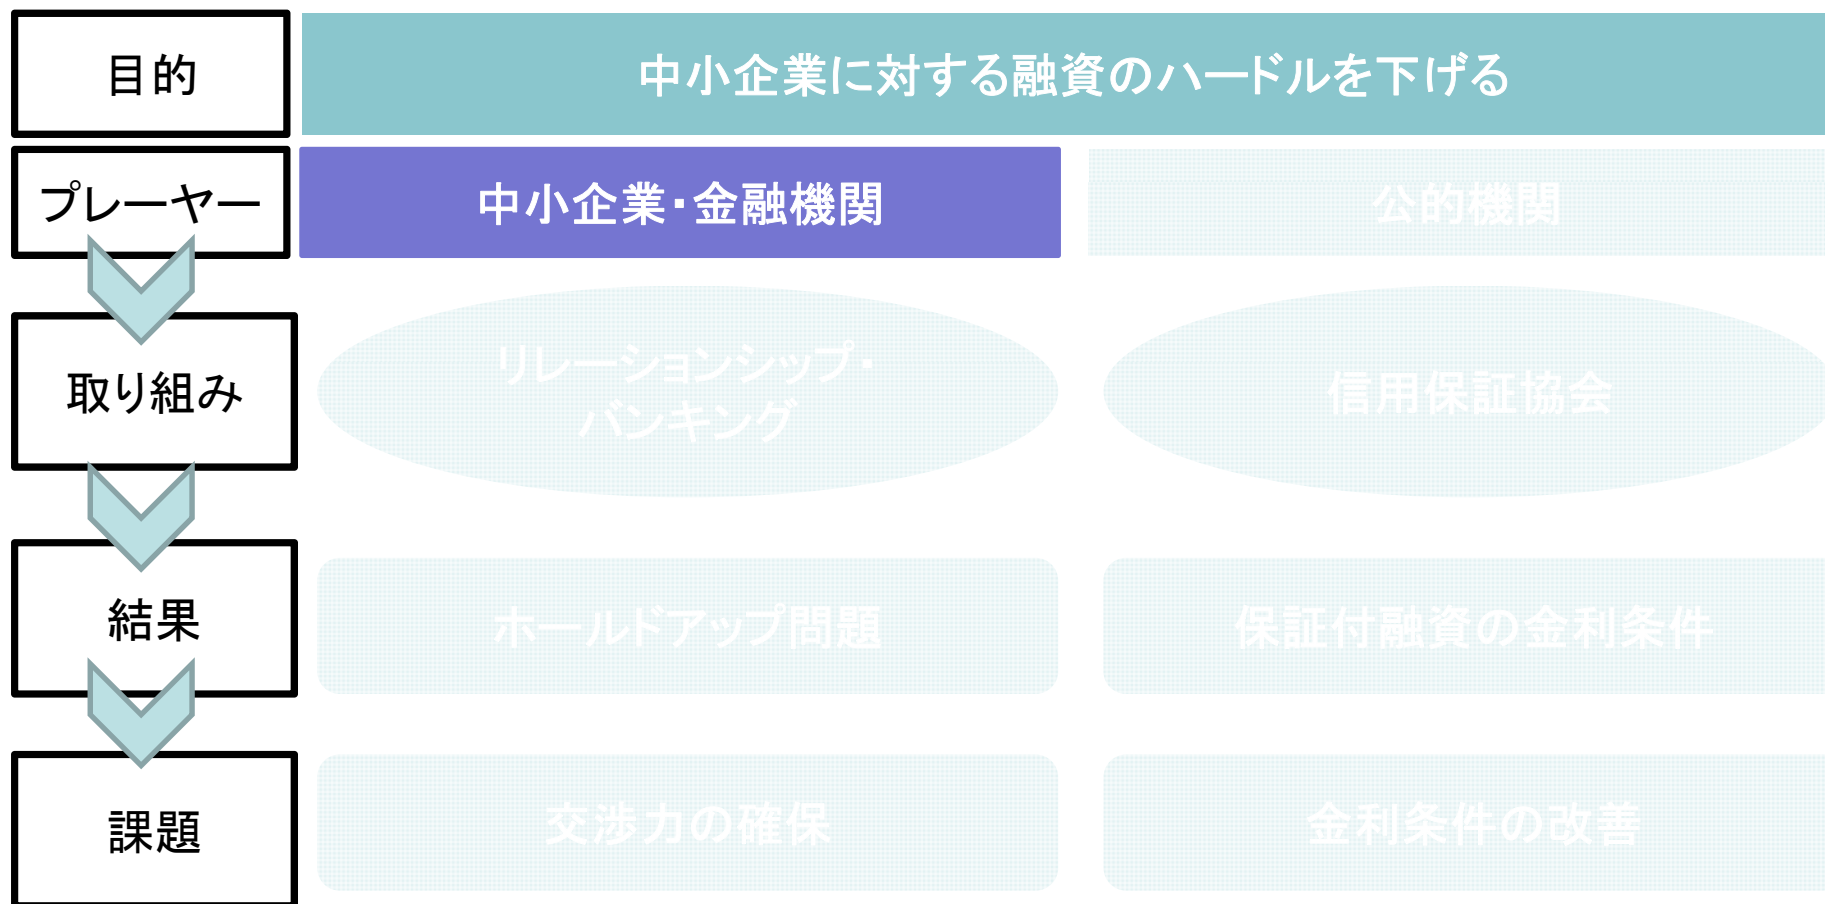 目的
中小企業に対する融資のハードルを下げる
プレーヤー
中小企業・金融機関
公的機関
取り組み
リレーションシップ・
バンキング
信用保証協会
結果
ホールドアップ問題
保証付融資の金利条件
課題
交渉力の確保
金利条件の改善